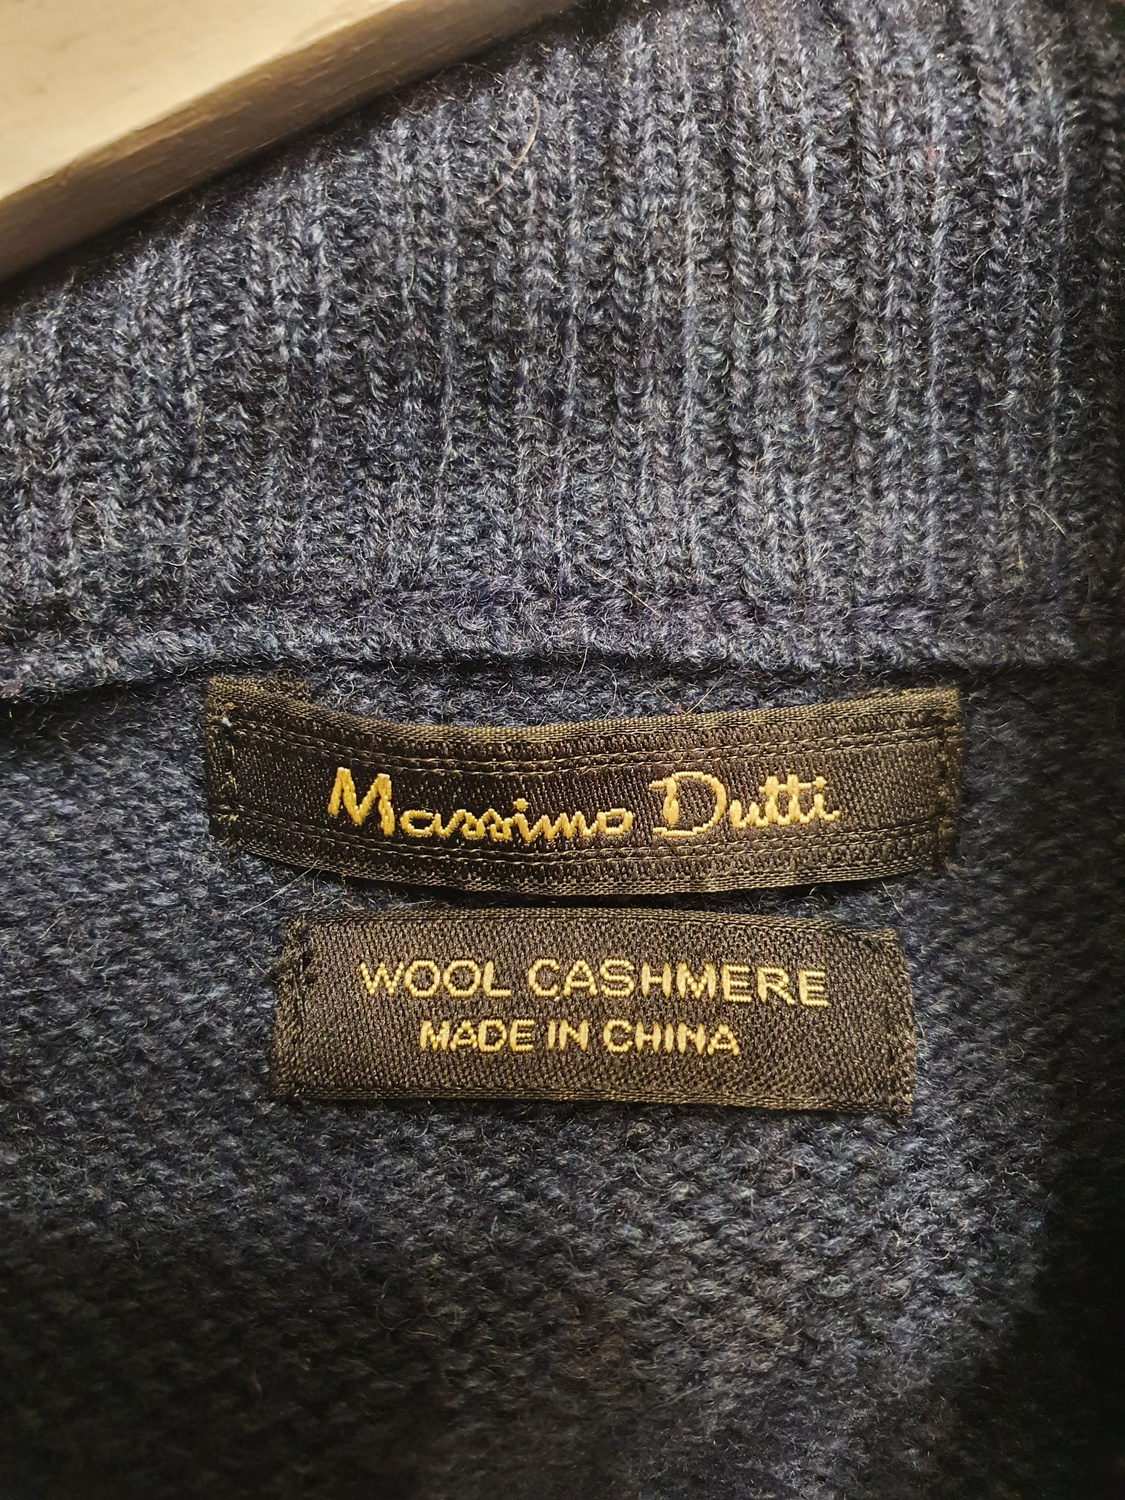 Massimo Dutti
WOOL CASHMERE
MADE IN CHINA